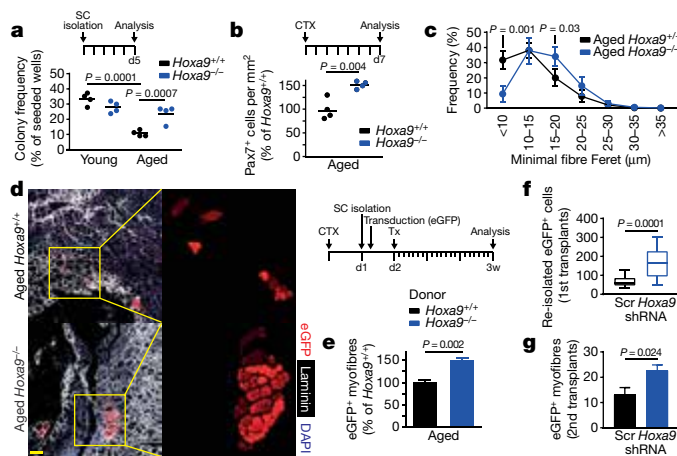 a
SC
isolation
Analysis
d5
Hoxa9+/+
Hoxa9−/−
P = 0.0001
P = 0.0007
Colony frequency
(% of seeded wells)
50
40
30
20
10
0
Young
Aged
b
CTX
Analysis
d7
P = 0.004
Pax7+ cells per mm2
(% of Hoxa9+/+)
150
100
50
0
Hoxa9+/+
Hoxa9−/−
Aged
c
P = 0.001
P = 0.03
Aged Hoxa9+/+
Aged Hoxa9−/−
Frequency (%)
50
40
30
20
10
0
<10
10–15
15–20
20–25
25–30
30–35
>35
Minimal fibre Feret (μm)
d
Aged Hoxa9+/+
Aged Hoxa9−/−
eGFP
Laminin
DAPI
SC isolation
Transduction (eGFP)
CTX
Tx
Analysis
d1
d2
3w
Donor
Hoxa9+/+
Hoxa9−/−
e
P = 0.002
eGFP+ myofibres
(% of Hoxa9+/+)
150
100
50
0
Aged
f
P = 0.0001
Re-isolated eGFP+ cells
(1st transplants)
400
300
200
100
0
Scr Hoxa9
shRNA
g
P = 0.024
eGFP+ myofibres
(2nd transplants)
30
20
10
0
Scr Hoxa9
shRNA